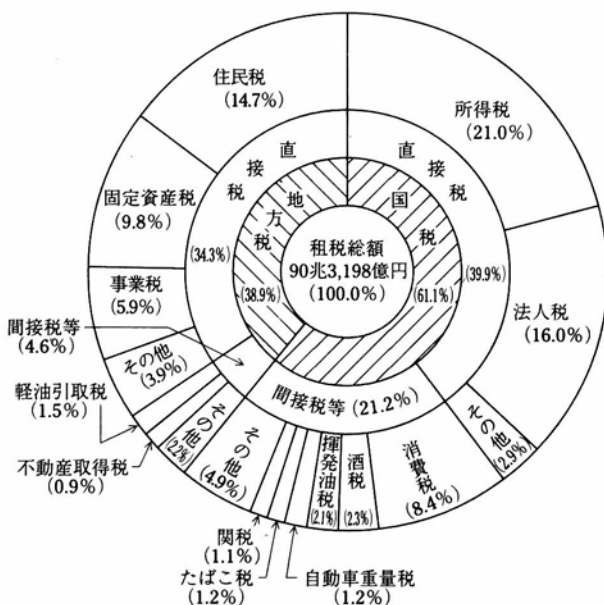 租税総額
90兆3,198億円
(100.0%)
国税
(61.1%)
地方税
(38.9%)
直接税
(39.9%)
間接税等(21.2%)
直接税
(34.3%)
間接税等
(4.6%)
所得税
(21.0%)
法人税
(16.0%)
その他
(2.9%)
消費税
(8.4%)
酒税
(2.3%)
揮発油税
(2.1%)
自動車重量税
(1.2%)
たばこ税
(1.2%)
関税
(1.1%)
その他
(4.9%)
その他
(2.2%)
不動産取得税
(0.9%)
軽油引取税
(1.5%)
その他
(3.9%)
事業税
(5.9%)
固定資産税
(9.8%)
住民税
(14.7%)